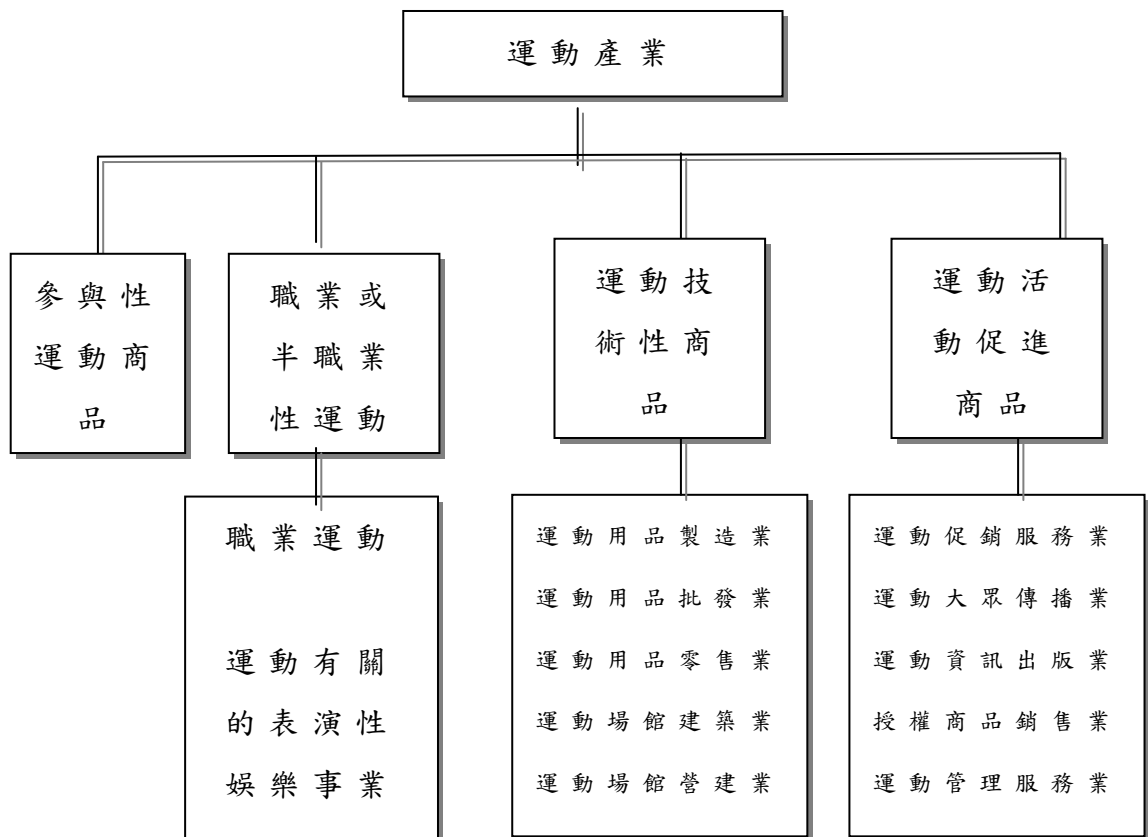 運動產業
參與性
運動商
品
職業或
半職業
性運動
運動技
術性商
品
運動活
動促進
商品
職業運動
運動有關
的表演性
娛樂事業
運動用品製造業
運動用品批發業
運動用品零售業
運動場館建築業
運動場館營建業
運動促銷服務業
運動大眾傳播業
運動資訊出版業
授權商品銷售業
運動管理服務業